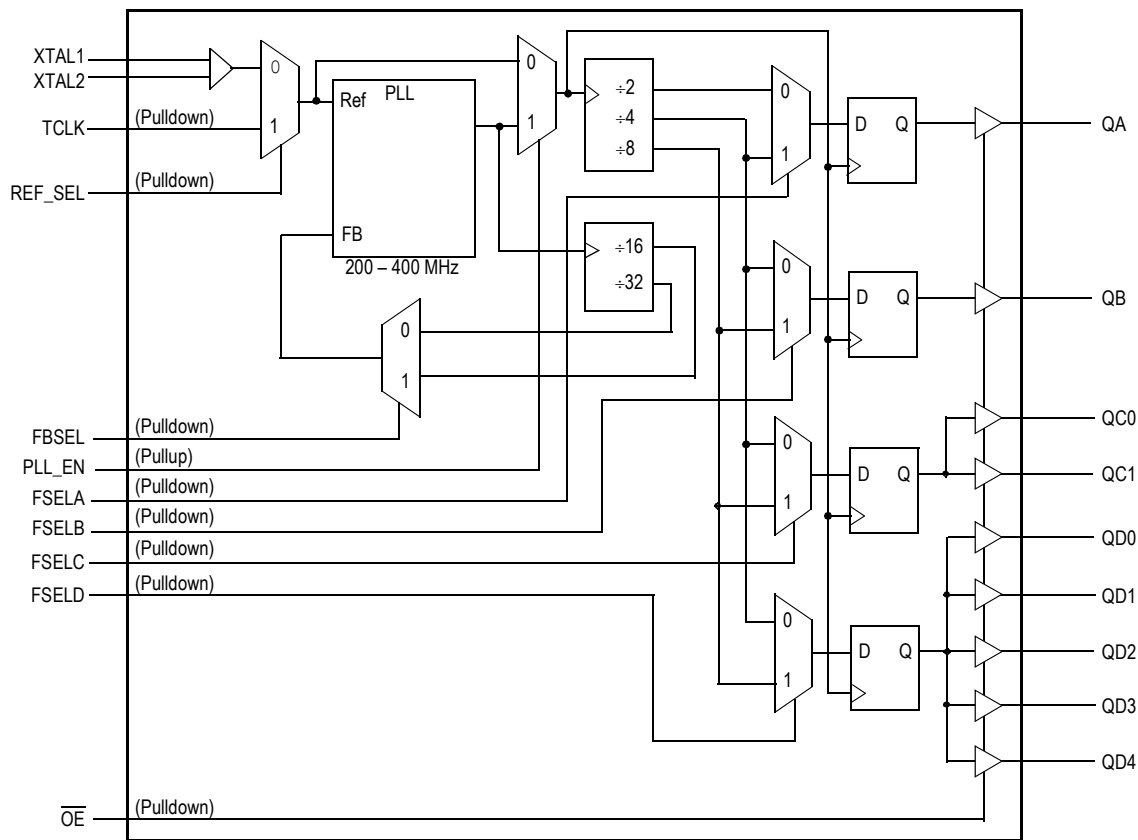 XTAL1
XTAL2
TCLK
(Pulldown)
REF_SEL
(Pulldown)
0
1
Ref
PLL
FB
200 – 400 MHz
0
1
÷2
÷4
÷8
÷16
÷32
0
1
0
1
D Q
QA
0
1
D Q
QB
0
1
D Q
QC0
QC1
0
1
D Q
QD0
QD1
QD2
QD3
QD4
FBSEL
(Pulldown)
PLL_EN
(Pullup)
FSELA
(Pulldown)
FSELB
(Pulldown)
FSELC
(Pulldown)
FSELD
(Pulldown)
OE
(Pulldown)